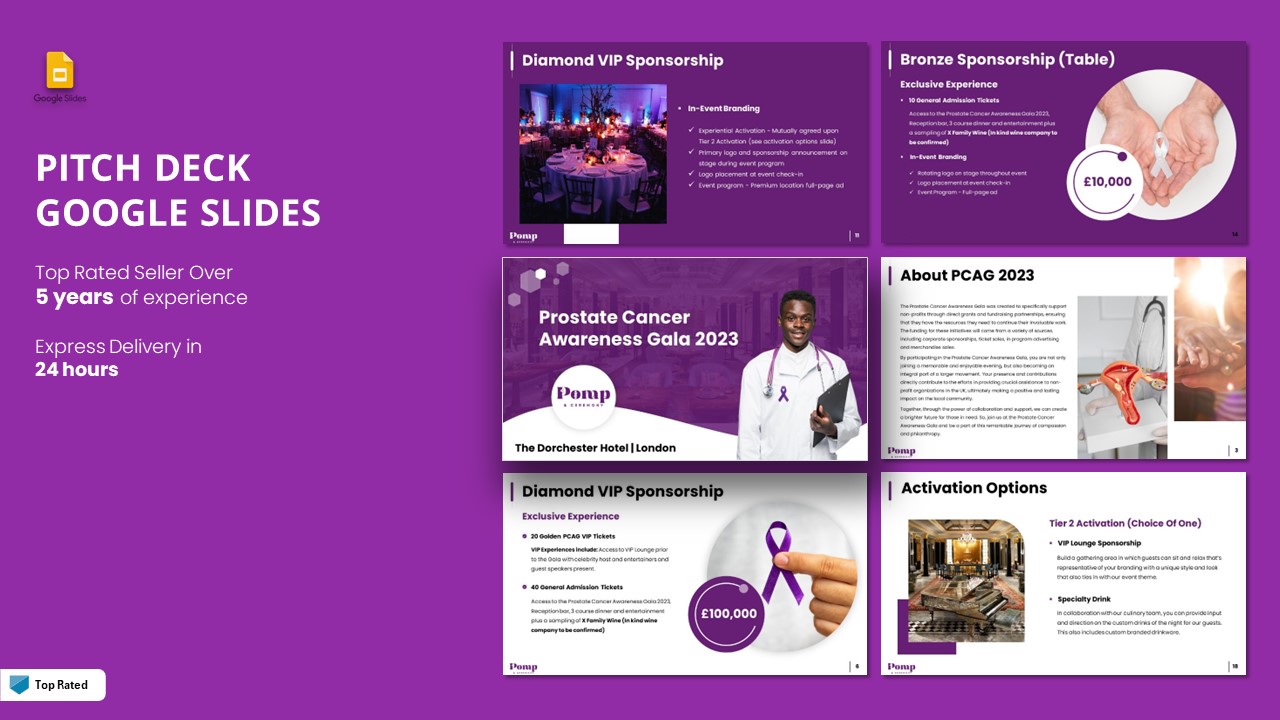 Google Slides
PITCH DECK
GOOGLE SLIDES
Top Rated Seller Over
5 years of experience
Express Delivery in
24 hours
Top Rated
Diamond VIP Sponsorship
In-Event Branding
Experiential Activation - Mutually agreed upon
Tier 2 Activation (see activation options slide)
Primary logo and sponsorship announcement on
stage during event program
Logo placement at event check-in
Event program - Premium location full-page ad
Pomp
11
Bronze Sponsorship (Table)
Exclusive Experience
10 General Admission Tickets
Access to the Prostate Cancer Awareness Gala 2023,
Reception bar, 3 course dinner and entertainment plus
a sampling of X Family Wine (in kind wine company to
be confirmed)
In-Event Branding
Rotating logo on stage throughout event
Logo placement at event check-in
Event Program - Full-page ad
£10,000
14
Prostate Cancer
Awareness Gala 2023
Pomp
& CEREMONY
The Dorchester Hotel | London
About PCAG 2023
The Prostate Cancer Awareness Gala was created to specifically support
non-profits through direct grants and fundraising partnerships, ensuring
that they have the resources they need to continue their invaluable work.
The funding for these initiatives will come from a variety of sources,
including corporate sponsorships, ticket sales, in program advertising
and merchandise sales.
By participating in the Prostate Cancer Awareness Gala, you are not only
joining a memorable and enjoyable evening, but also becoming an
integral part of a larger movement. Your presence and contributions
directly contribute to the efforts in providing crucial assistance to non-
profit organizations in the UK, ultimately making a positive and lasting
impact on the local community.
Together, through the power of collaboration and support, we can create
a brighter future for those in need. So, join us at the Prostate Cancer
Awareness Gala and be a part of this remarkable journey of compassion
and philanthropy.
Pomp
3
Diamond VIP Sponsorship
Exclusive Experience
20 Golden PCAG VIP Tickets
VIP Experiences include: Access to VIP Lounge prior
to the Gala with celebrity host and entertainers and
guest speakers present.
40 General Admission Tickets
Access to the Prostate Cancer Awareness Gala 2023,
Reception bar, 3 course dinner and entertainment
plus a sampling of X Family Wine (in kind wine
company to be confirmed)
£100,000
Pomp
6
Activation Options
Tier 2 Activation (Choice Of One)
VIP Lounge Sponsorship
Build a gathering area in which guests can sit and relax that's
representative of your branding with a unique style and look
that also ties in with our event theme.
Specialty Drink
In collaboration with our culinary team, you can provide input
and direction on the custom drinks of the night for our guests.
This also includes custom branded drinkware.
Pomp
18